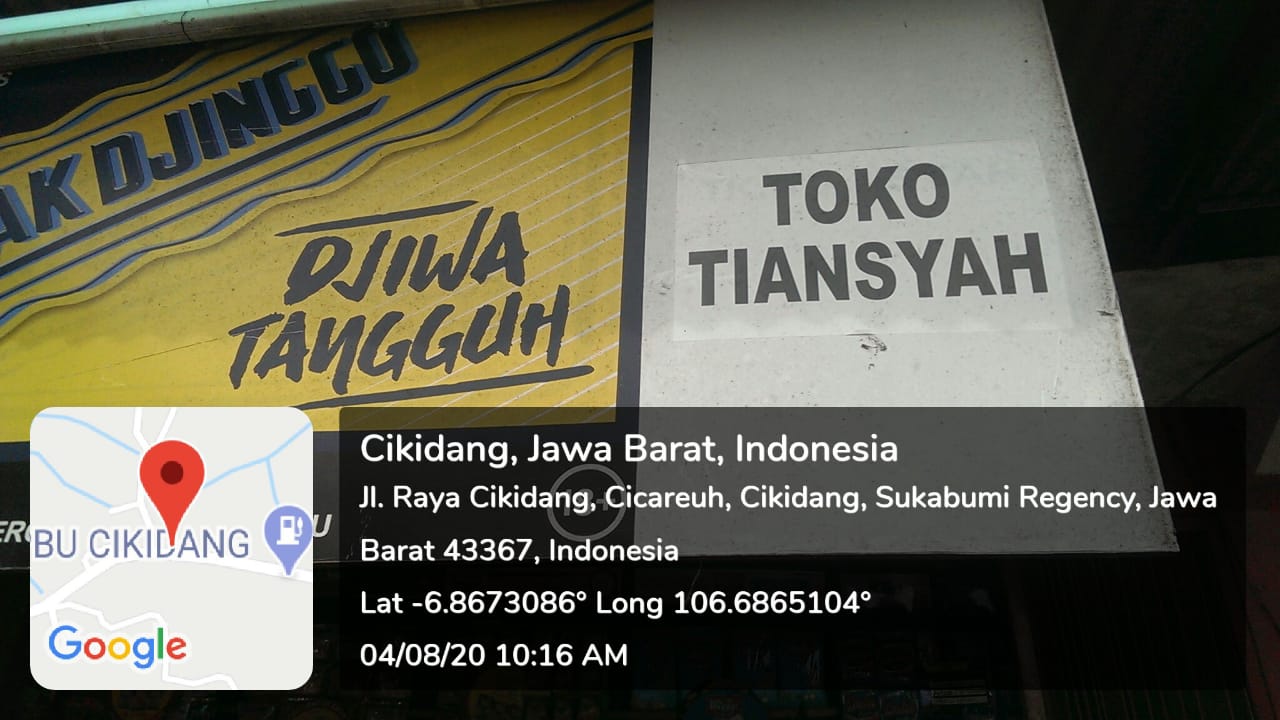 AK DJINGGO
DJIWA
TANGGUH
TOKO
TIANSYAH
18+
BU CIKIDANG
Google
Cikidang, Jawa Barat, Indonesia
Jl. Raya Cikidang, Cicareuh, Cikidang, Sukabumi Regency, Jawa
Barat 43367, Indonesia
Lat -6.8673086° Long 106.6865104°
04/08/20 10:16 AM